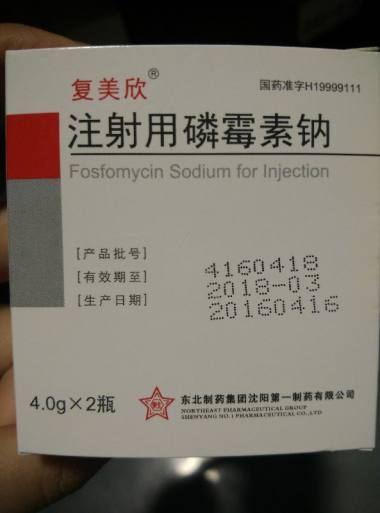 复美欣®
国药准字H19999111
注射用磷霉素钠
Fosfomycin Sodium for Injection
[产品批号] 4160418
[有效期至] 2018-03
[生产日期] 20160416
4.0g×2瓶
东北制药集团沈阳第一制药有限公司
NORTHEAST PHARMACEUTICAL GROUP
SHENYANG NO.1 PHARMACEUTICAL CO.,LTD